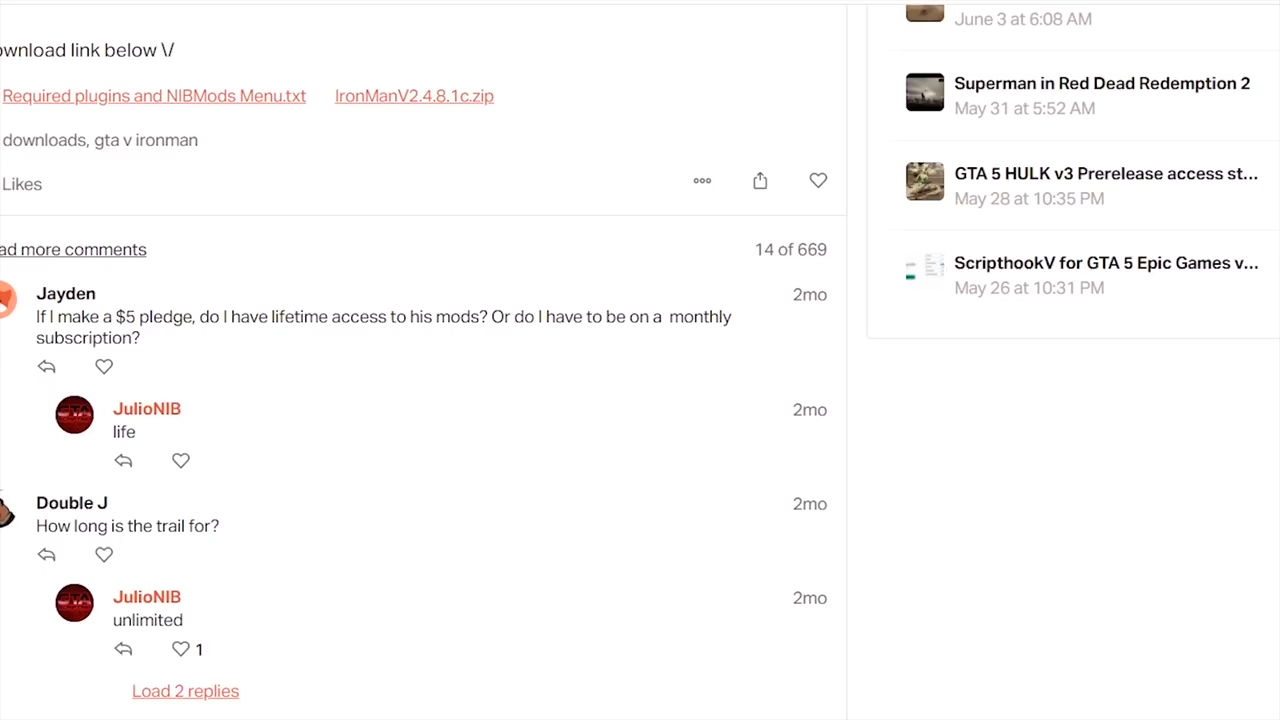 ownload link below \/
Required plugins and NIBMods Menu.txt IronManV2.4.8.1c.zip
downloads, gta v ironman
Likes
ad more comments 14 of 669
Jayden 2mo
If I make a $5 pledge, do I have lifetime access to his mods? Or do I have to be on a monthly
subscription?
JulioNIB 2mo
life
Double J 2mo
How long is the trail for?
JulioNIB 2mo
unlimited
1
Load 2 replies
June 3 at 6:08 AM
Superman in Red Dead Redemption 2
May 31 at 5:52 AM
GTA 5 HULK v3 Prerelease access st...
May 28 at 10:35 PM
ScripthookV for GTA 5 Epic Games v...
May 26 at 10:31 PM